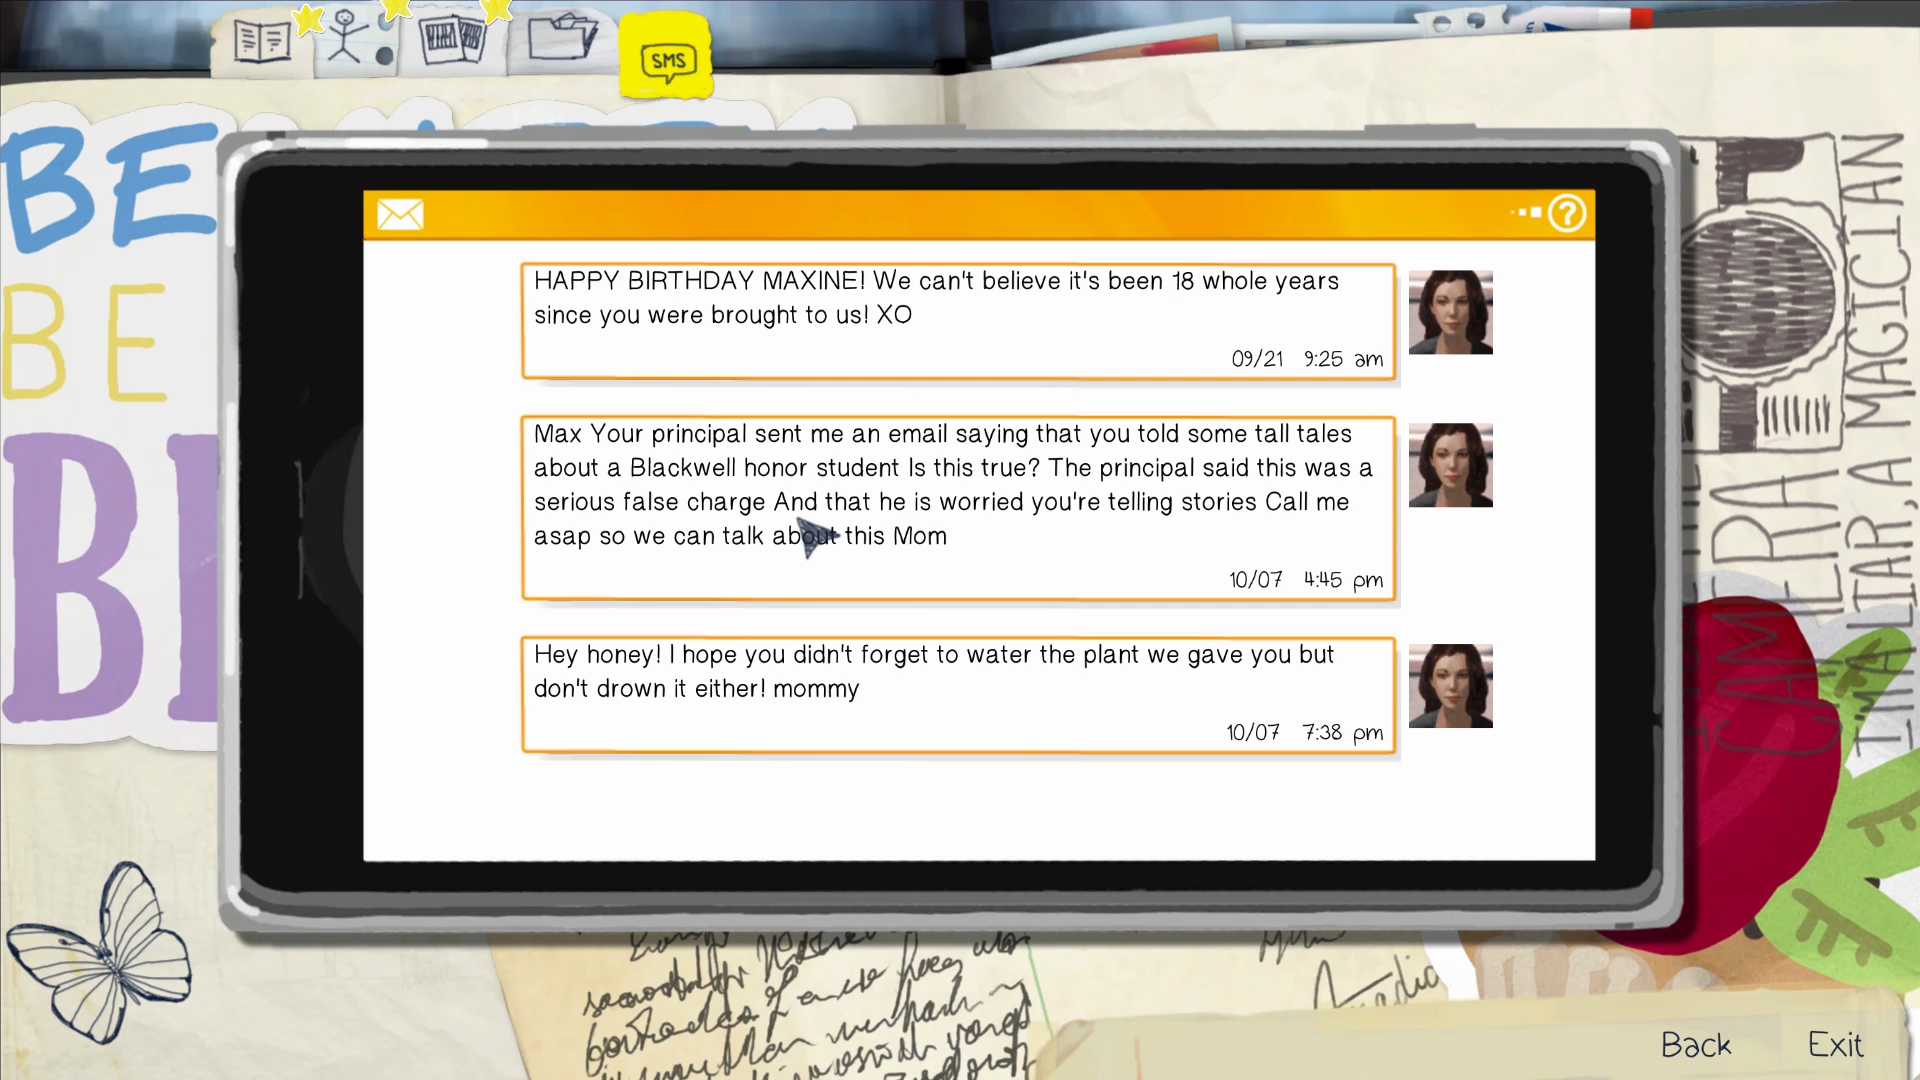 SMS
BE
BE
HAPPY BIRTHDAY MAXINE! We can't believe it's been 18 whole years
since you were brought to us! XO
09/21 9:25 am
Max Your principal sent me an email saying that you told some tall tales
about a Blackwell honor student Is this true? The principal said this was a
serious false charge And that he is worried you're telling stories Call me
asap so we can talk about this Mom
10/07 4:45 pm
Hey honey! I hope you didn't forget to water the plant we gave you but
don't drown it either! mommy
10/07 7:38 pm
CAMERA
LIAR, A MAGICIAN
Back Exit